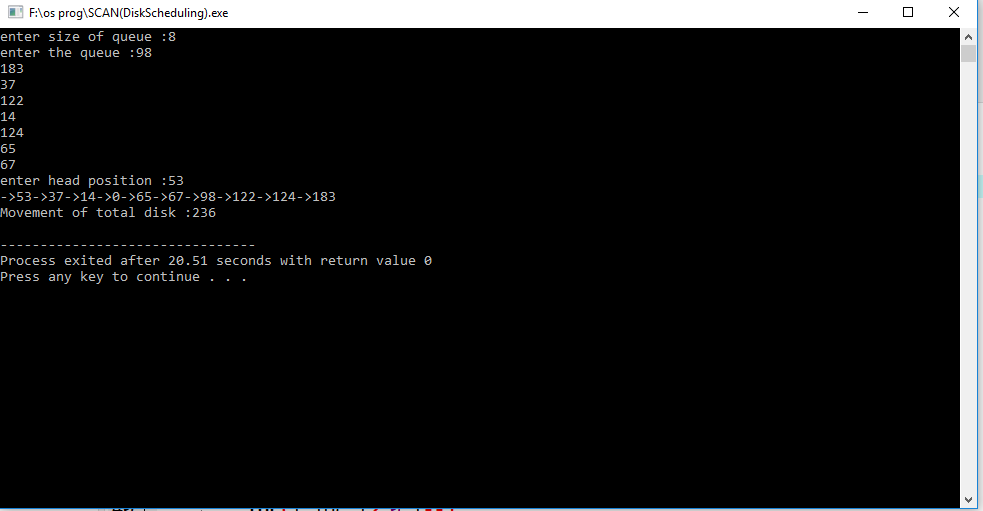 F:\os prog\SCAN(DiskScheduling).exe
enter size of queue :8
enter the queue :98
183
37
122
14
124
65
67
enter head position :53
->53->37->14->0->65->67->98->122->124->183
Movement of total disk :236
--------------------------------
Process exited after 20.51 seconds with return value 0
Press any key to continue . . .